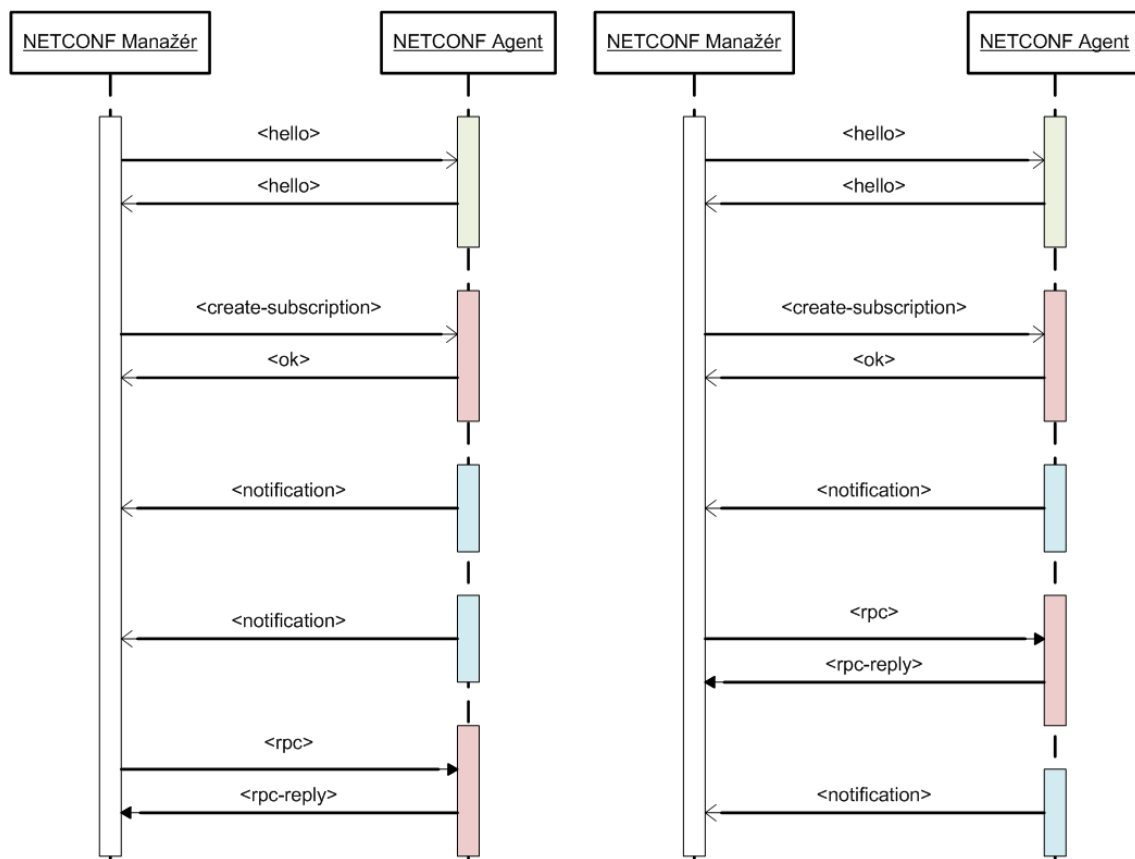 NETCONF Manažér
NETCONF Agent
<hello>
<hello>
<create-subscription>
<ok>
<notification>
<notification>
<rpc>
<rpc-reply>
NETCONF Manažér
NETCONF Agent
<hello>
<hello>
<create-subscription>
<ok>
<notification>
<rpc>
<rpc-reply>
<notification>